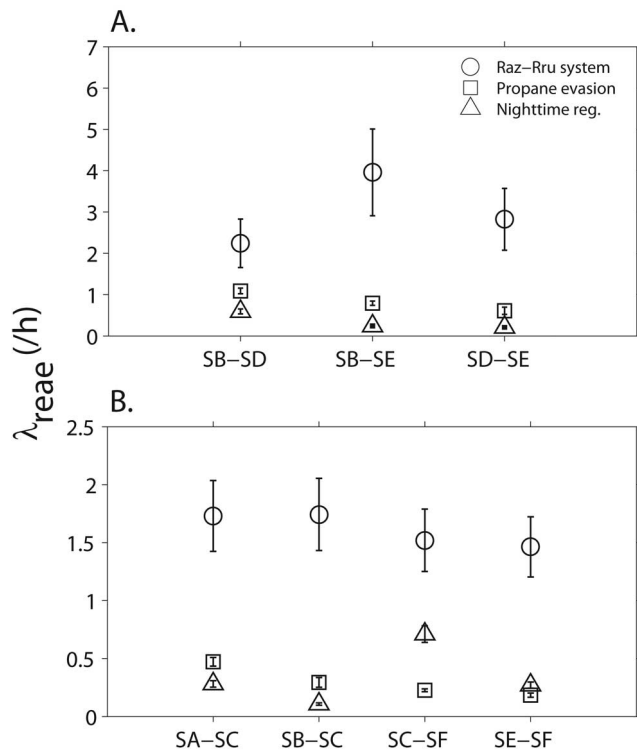 A.
7
6
5
4
3
2
1
0
Raz–Rru system
Propane evasion
Nighttime reg.
SB–SD SB–SE SD–SE
λreae (/h)
B.
2.5
2
1.5
1
0.5
0
SA–SC SB–SC SC–SF SE–SF